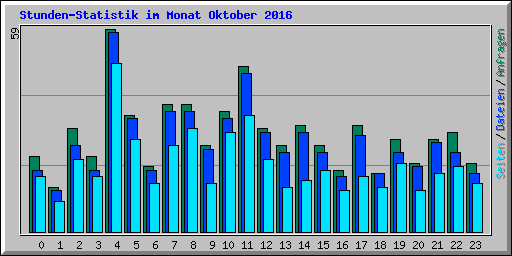 Stunden-Statistik im Monat Oktober 2016
59
Seiten / Dateien / Anfragen
0 1 2 3 4 5 6 7 8 9 10 11 12 13 14 15 16 17 18 19 20 21 22 23